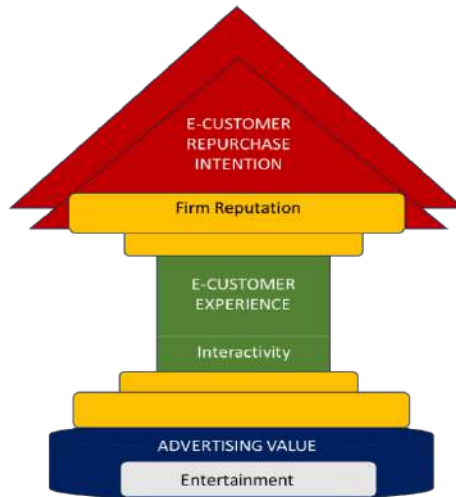 E-CUSTOMER
REPURCHASE
INTENTION
Firm Reputation
E-CUSTOMER
EXPERIENCE
Interactivity
ADVERTISING VALUE
Entertainment